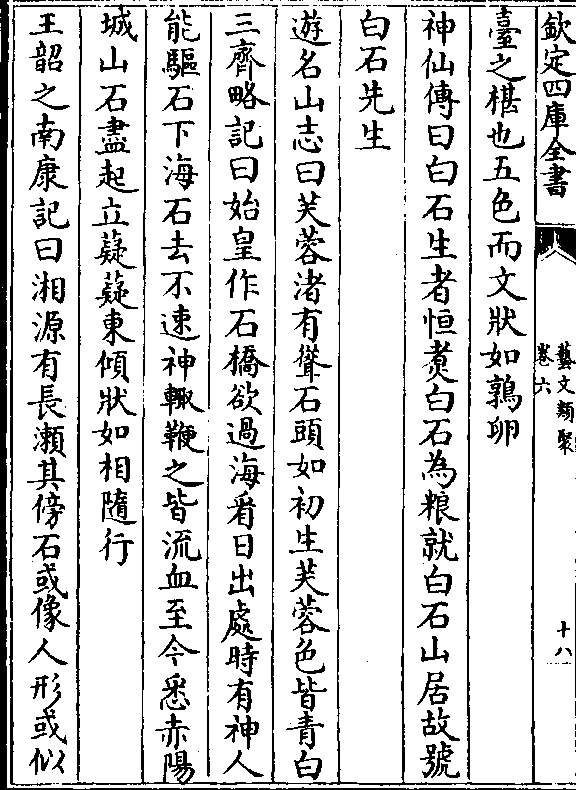 欽定四庫全書
藝文類聚
卷六
十八
臺之椹也五色而文狀如鶉卵
神仙傳曰白石生者恒煑白石為粮就白石山居故號
白石先生
遊名山志曰芙蓉渚有聳石頭如初生芙蓉色皆青白
三齊略記曰始皇作石橋欲過海㸔日出處時有神人
能驅石下海石去不速神輙鞭之皆流血至今悉赤陽
城山石盡起立薿薿東傾狀如相隨行
王韶之南康記曰湘源有長瀨其傍石或像人形或似